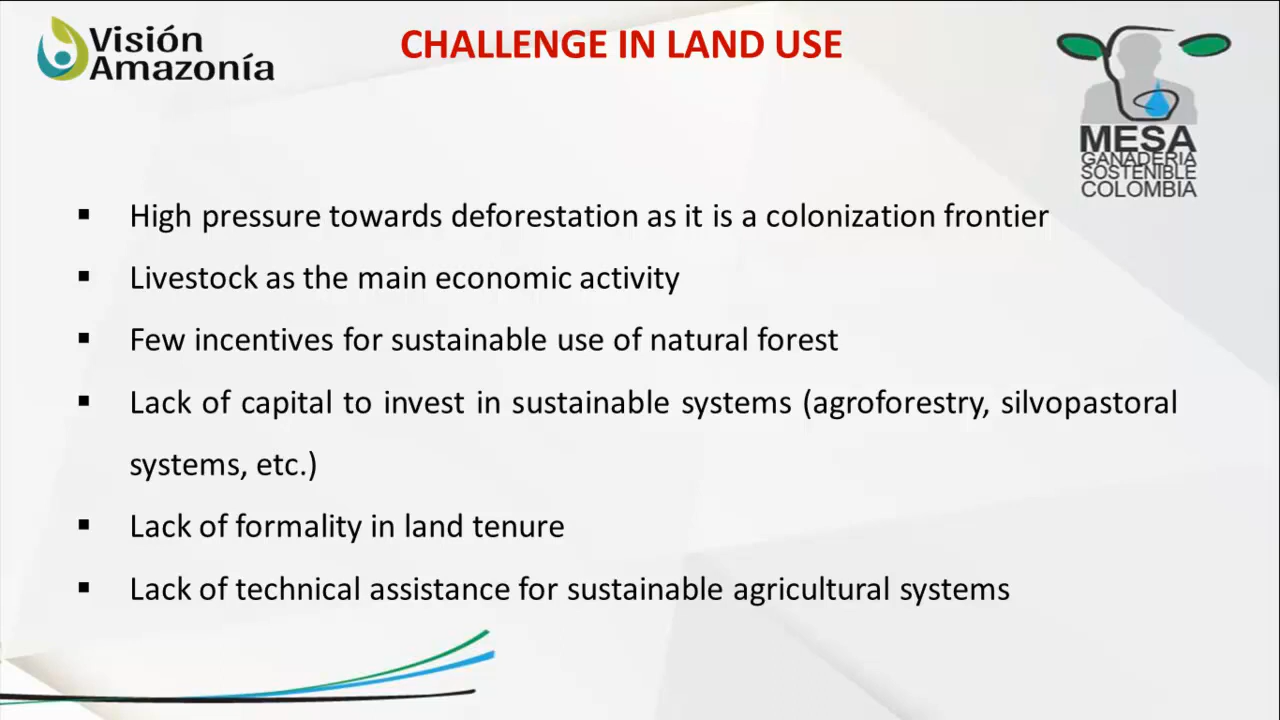 Visión
Amazonía
CHALLENGE IN LAND USE
MESA
GANADERIA
SOSTENIBLE
COLOMBIA
▪ High pressure towards deforestation as it is a colonization frontier
▪ Livestock as the main economic activity
▪ Few incentives for sustainable use of natural forest
▪ Lack of capital to invest in sustainable systems (agroforestry, silvopastoral
systems, etc.)
▪ Lack of formality in land tenure
▪ Lack of technical assistance for sustainable agricultural systems